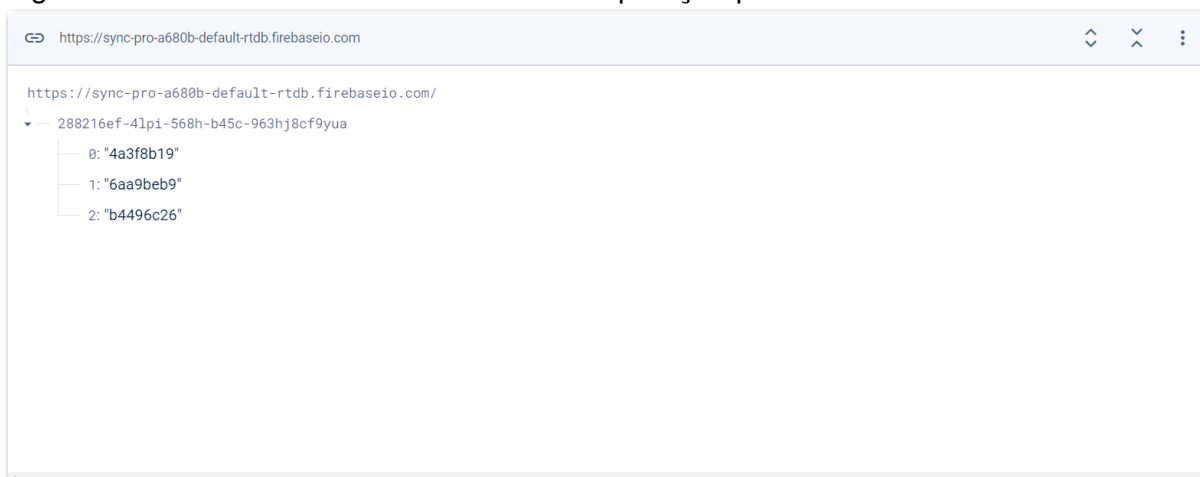 https://sync-pro-a680b-default-rtdb.firebaseio.com
https://sync-pro-a680b-default-rtdb.firebaseio.com/
288216ef-4lpi-568h-b45c-963hj8cf9yua
0: "4a3f8b19"
1: "6aa9beb9"
2: "b4496c26"